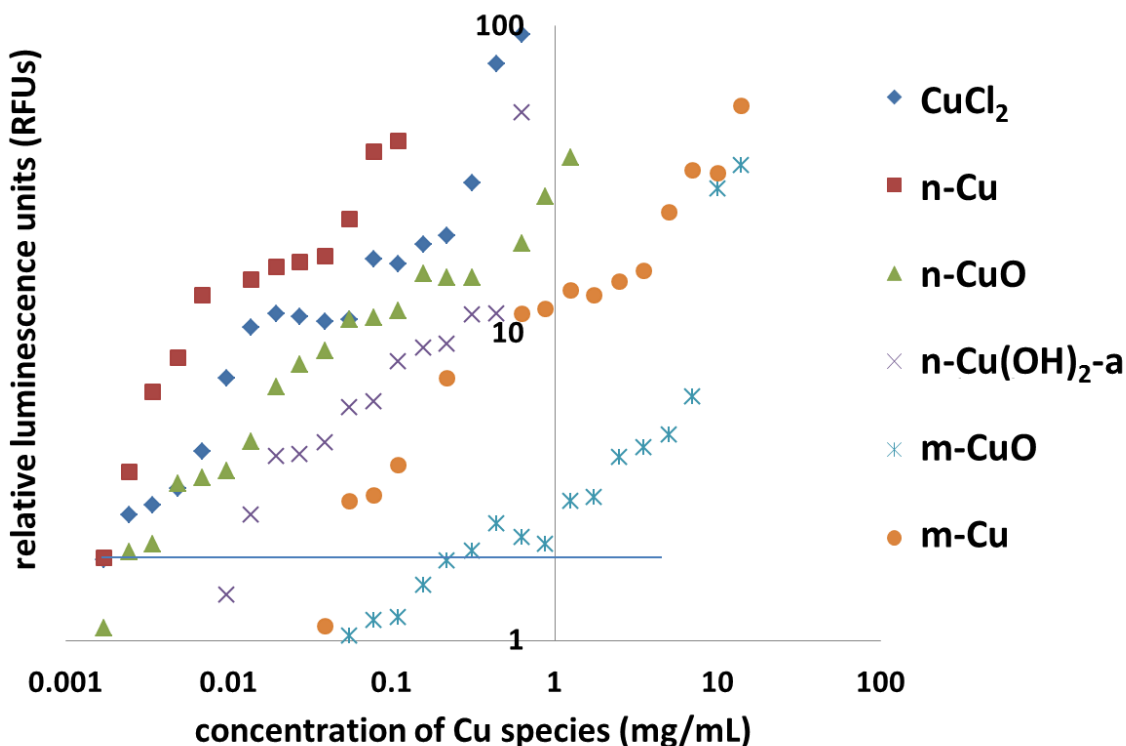 relative luminescence units (RFUs)
100
10
1
0.001 0.01 0.1 1 10 100
concentration of Cu species (mg/mL)
CuCl₂
n-Cu
n-CuO
n-Cu(OH)₂-a
m-CuO
m-Cu